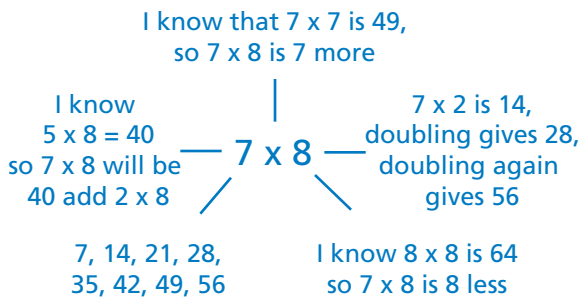 I know that 7 x 7 is 49,
so 7 x 8 is 7 more
I know
5 x 8 = 40
so 7 x 8 will be
40 add 2 x 8
7 x 8
7 x 2 is 14,
doubling gives 28,
doubling again
gives 56
7, 14, 21, 28,
35, 42, 49, 56
I know 8 x 8 is 64
so 7 x 8 is 8 less